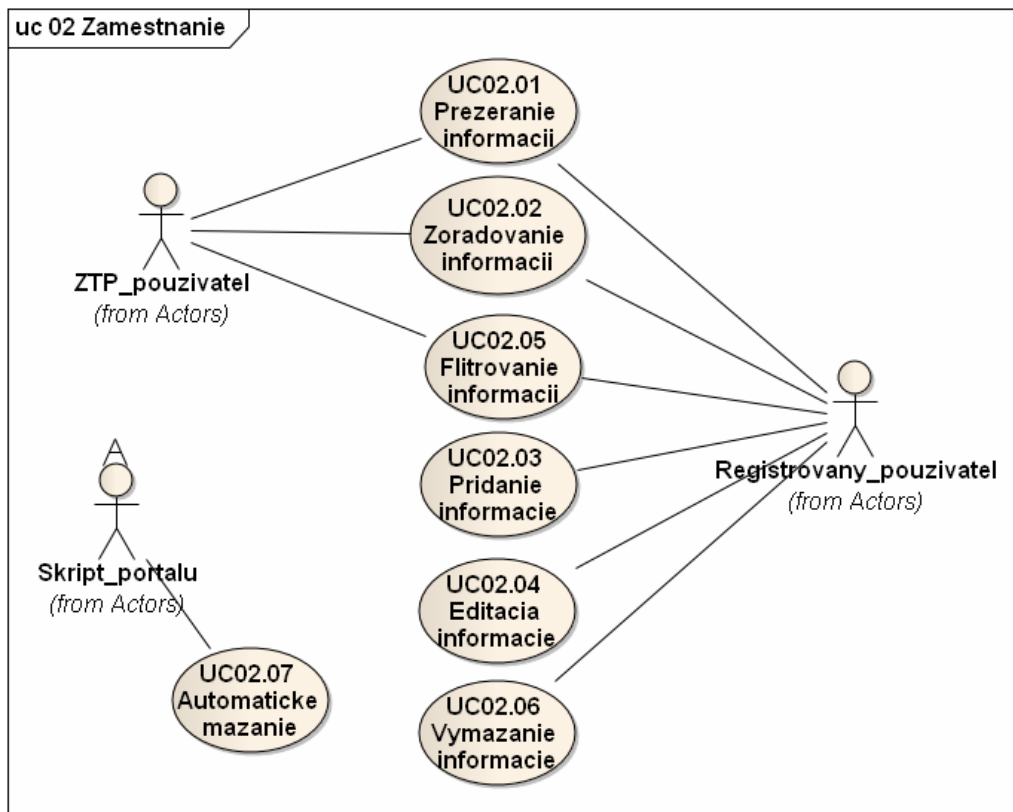 uc 02 Zamestnanie
UC02.01
Prezeranie
informacii
UC02.02
Zoradovanie
informacii
ZTP_pouzivatel
(from Actors)
UC02.05
Flitrovanie
informacii
UC02.03
Pridanie
informacie
Registrovany_pouzivatel
(from Actors)
Skript_portalu
(from Actors)
UC02.04
Editacia
informacie
UC02.07
Automaticke
mazanie
UC02.06
Vymazanie
informacie